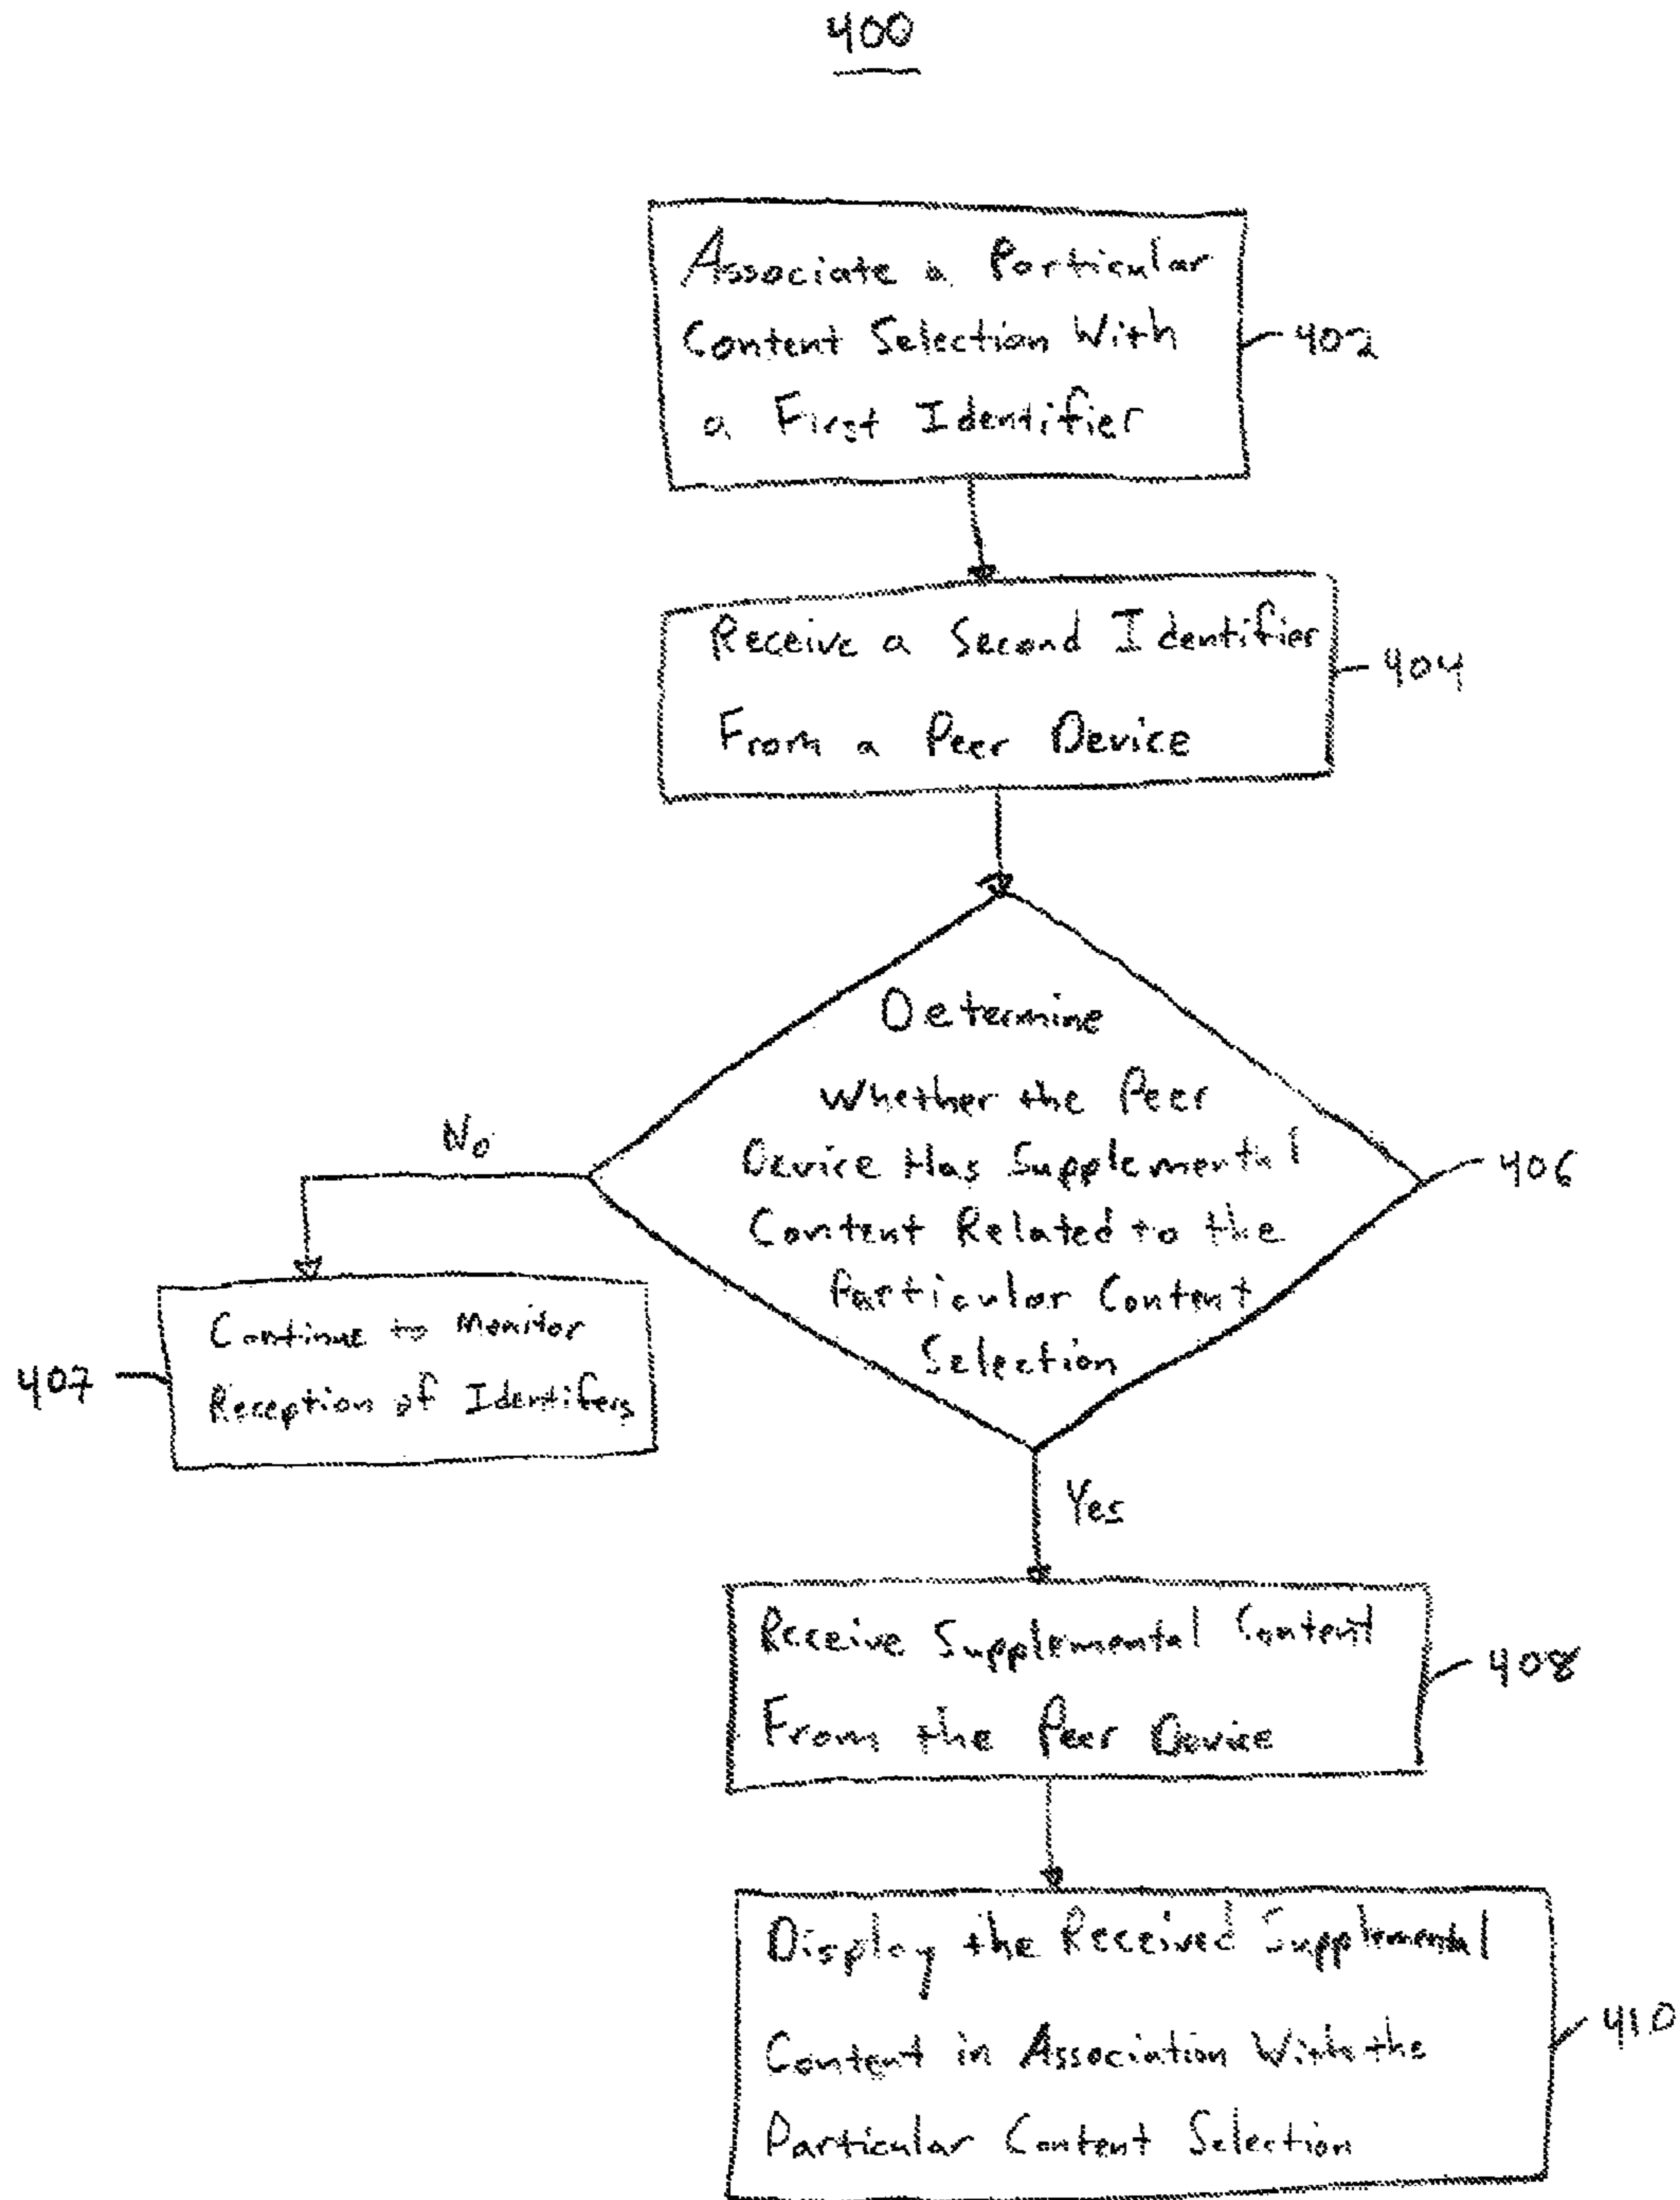 400
Associate a Particular
Content Selection With
a First Identifier
402
Receive a Second Identifier
From a Peer Device
404
Determine
Whether the Peer
Device Has Supplemental
Content Related to the
Particular Content
Selection
406
No
Continue to Monitor
Reception of Identifers
407
Yes
Receive Supplemental Content
From the Peer Device
408
Display the Received Supplemental
Content in Association With the
Particular Content Selection
410